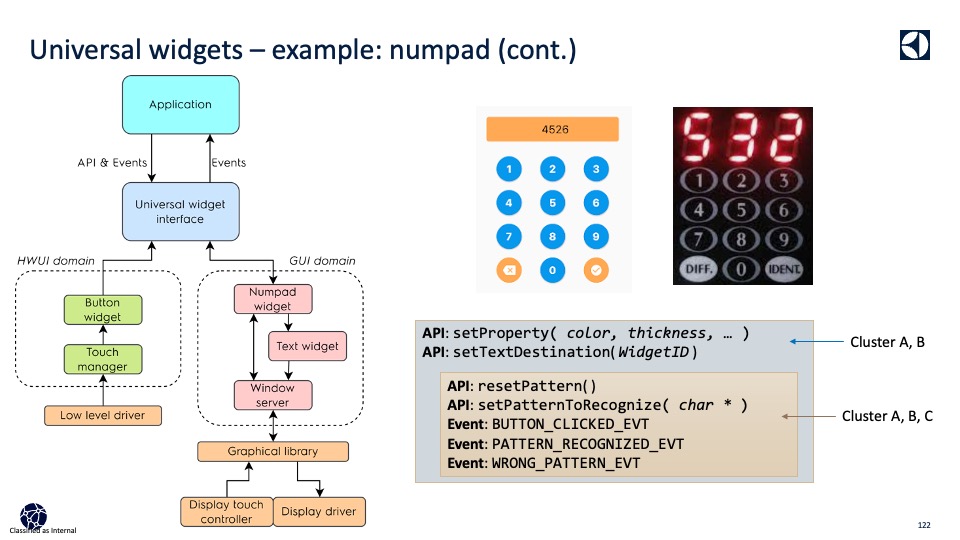 Universal widgets – example: numpad (cont.)
Application
API & Events
Events
Universal widget
interface
HWUI domain
GUI domain
Button
widget
Touch
manager
Low level driver
Numpad
widget
Text widget
Window
server
Graphical library
Display touch
controller
Display driver
4526
1 2 3
4 5 6
7 8 9
0
532
1 2 3
4 5 6
7 8 9
DIFF. 0 IDENT.
API: setProperty( color, thickness, … )
API: setTextDestination(WidgetID)
Cluster A, B
API: resetPattern()
API: setPatternToRecognize( char * )
Event: BUTTON_CLICKED_EVT
Event: PATTERN_RECOGNIZED_EVT
Event: WRONG_PATTERN_EVT
Cluster A, B, C
Classified as Internal
122